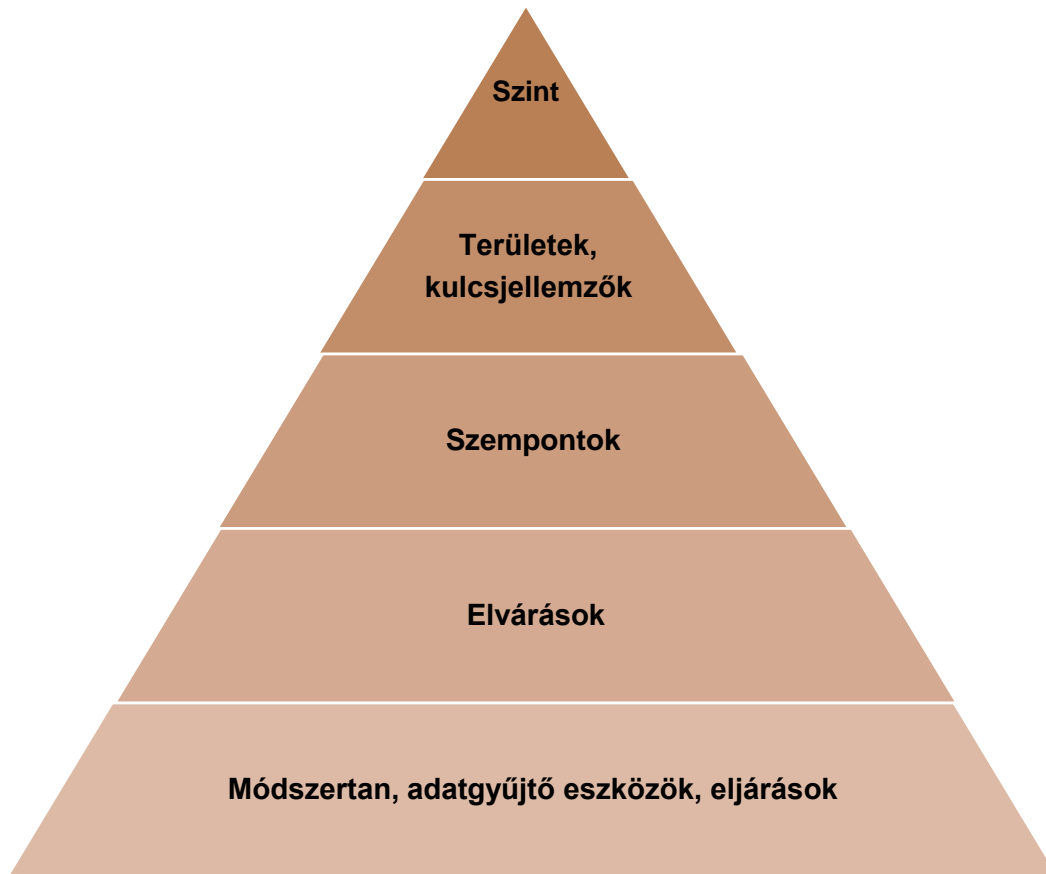 Szint
Területek,
kulcsjellemzők
Szempontok
Elvárások
Módszertan, adatgyűjtő eszközök, eljárások